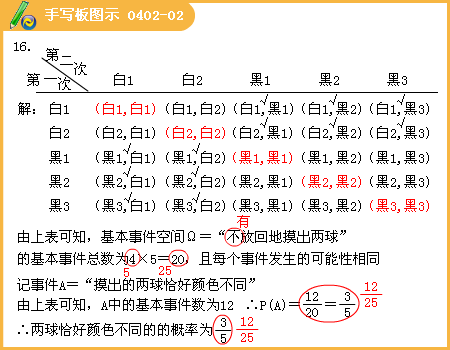 手写板图示 0402-02
16.
第二次
第一次 白1 白2 黑1 黑2 黑3
解：白1 (白1,白1) (白1,白2) (白1,黑1) (白1,黑2) (白1,黑3)
白2 (白2,白1) (白2,白2) (白2,黑1) (白2,黑2) (白2,黑3)
黑1 (黑1,白1) (黑1,白2) (黑1,黑1) (黑1,黑2) (黑1,黑3)
黑2 (黑2,白1) (黑2,白2) (黑2,黑1) (黑2,黑2) (黑2,黑3)
黑3 (黑3,白1) (黑3,白2) (黑3,黑1) (黑3,黑2) (黑3,黑3)
有
由上表可知，基本事件空间Ω＝“不放回地摸出两球”
的基本事件总数为4×5＝20，且每个事件发生的可能性相同
5 25
记事件A＝“摸出的两球恰好颜色不同”
由上表可知，A中的基本事件数为12 ∴P(A)＝12/20＝3/5 12/25
∴两球恰好颜色不同的的概率为3/5 12/25